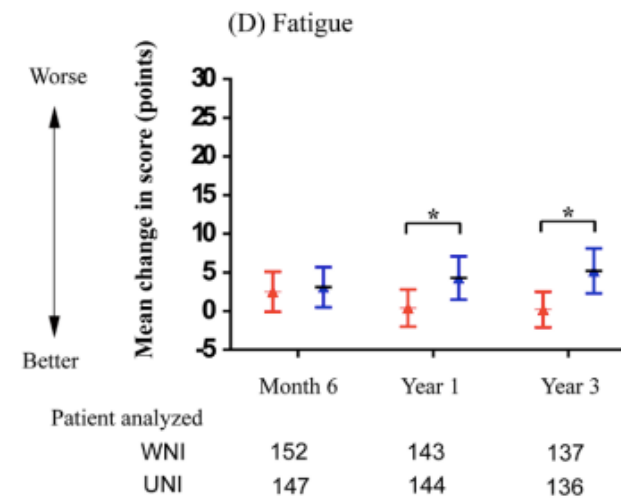 (D) Fatigue
Worse
Better
Mean change in score (points)
30
25
20
15
10
5
0
-5
*
*
Month 6 Year 1 Year 3
Patient analyzed
WNI 152 143 137
UNI 147 144 136